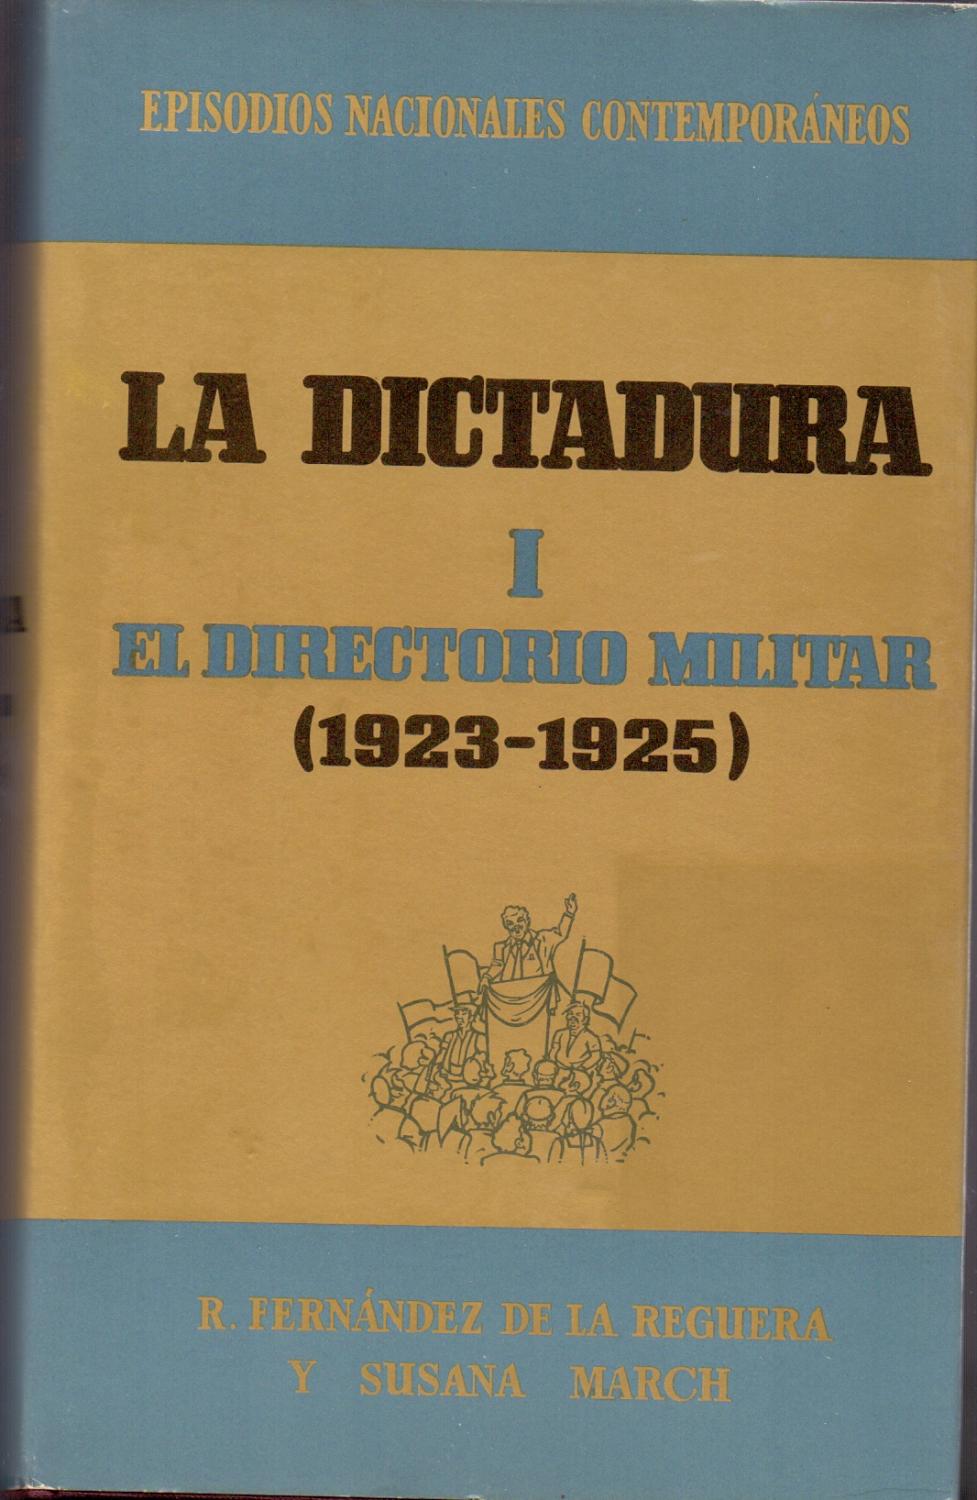 EPISODIOS NACIONALES CONTEMPORÁNEOS
LA DICTADURA
I
EL DIRECTORIO MILITAR
(1923-1925)
R. FERNÁNDEZ DE LA REGUERA
Y SUSANA MARCH